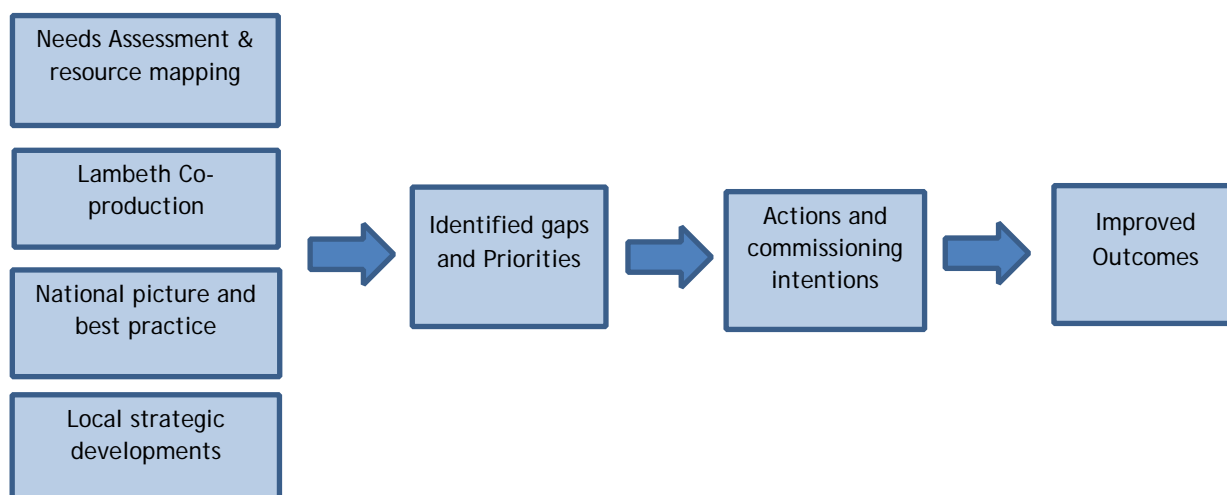 Needs Assessment &
resource mapping
Lambeth Co-
production
National picture and
best practice
Local strategic
developments
Identified gaps
and Priorities
Actions and
commissioning
intentions
Improved
Outcomes